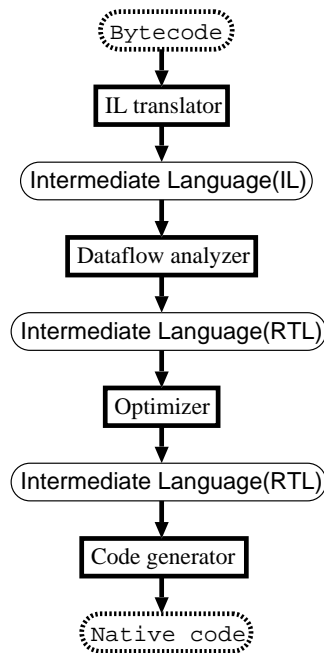 Bytecode
IL translator
Intermediate Language(IL)
Dataflow analyzer
Intermediate Language(RTL)
Optimizer
Intermediate Language(RTL)
Code generator
Native code